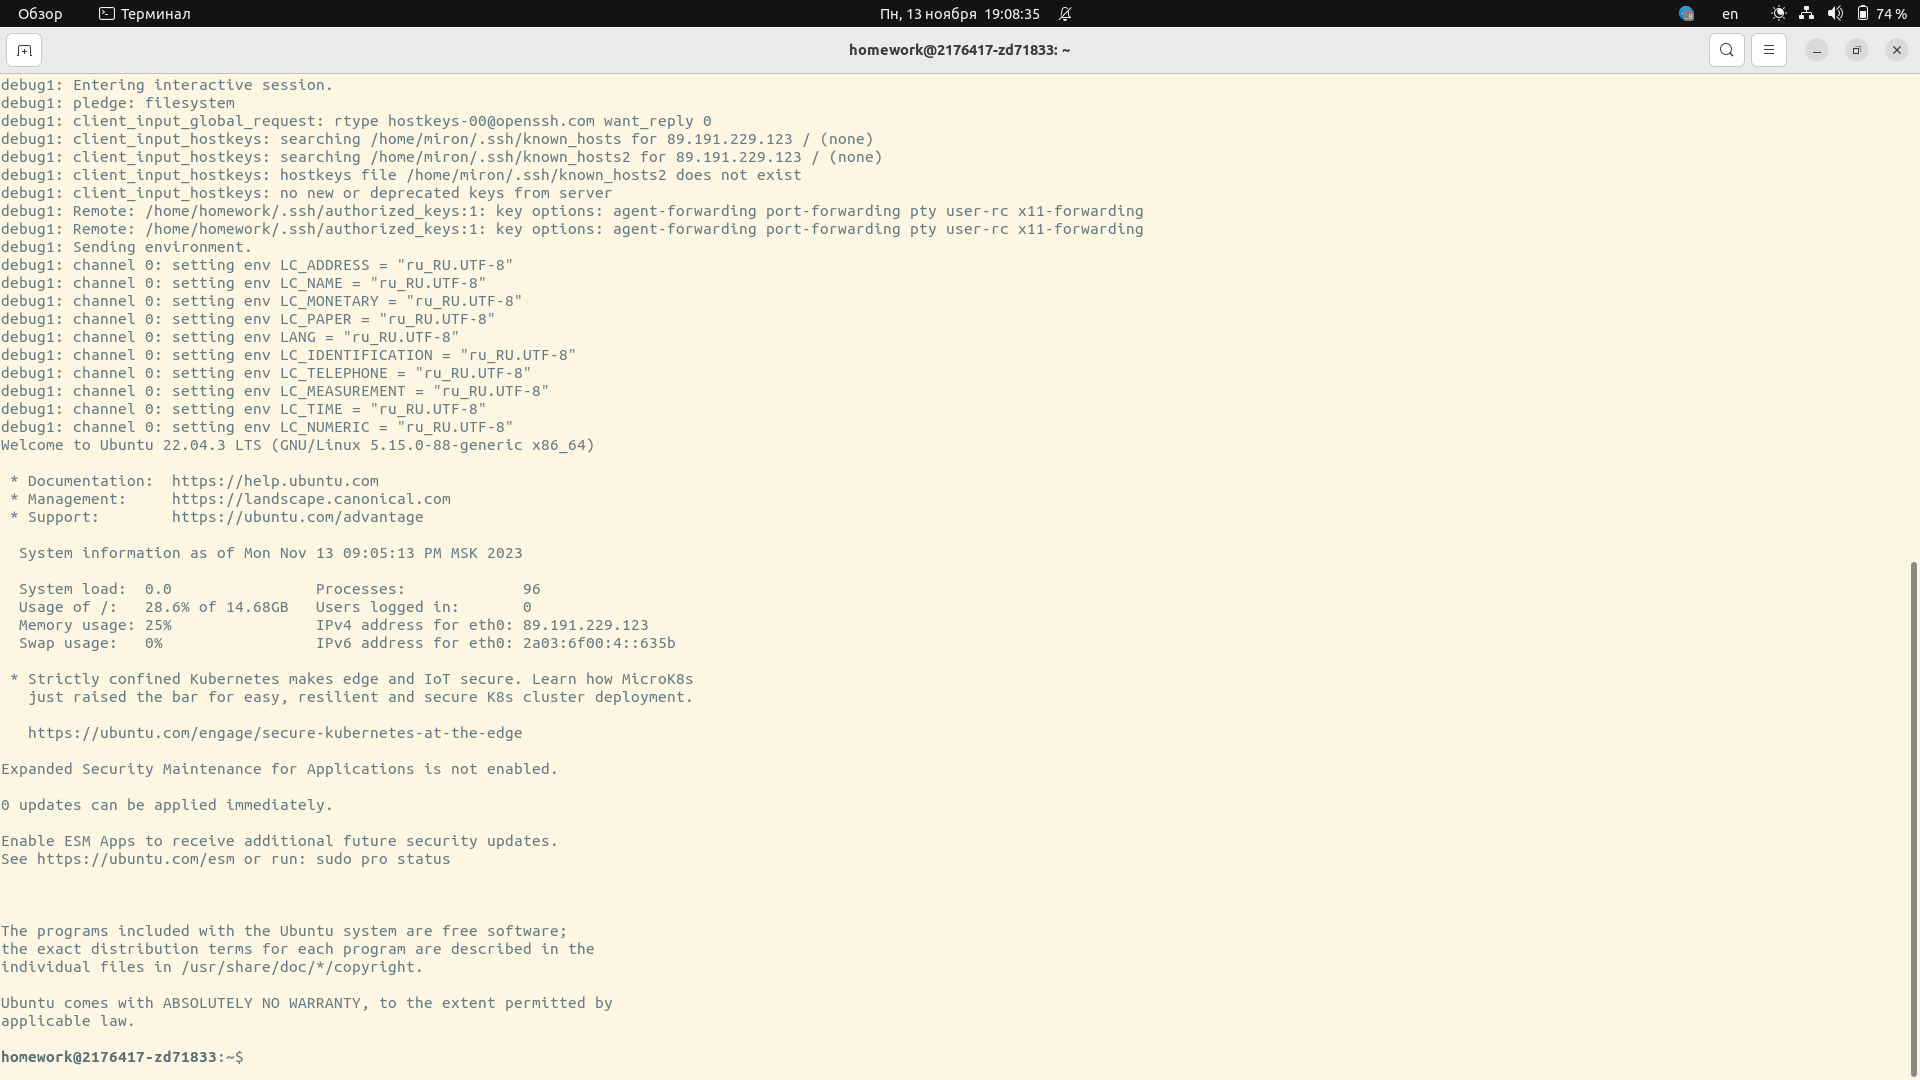 Обзор Терминал Пн, 13 ноября 19:08:35 en 74 %
homework@2176417-zd71833: ~
debug1: Entering interactive session.
debug1: pledge: filesystem
debug1: client_input_global_request: rtype hostkeys-00@openssh.com want_reply 0
debug1: client_input_hostkeys: searching /home/miron/.ssh/known_hosts for 89.191.229.123 / (none)
debug1: client_input_hostkeys: searching /home/miron/.ssh/known_hosts2 for 89.191.229.123 / (none)
debug1: client_input_hostkeys: hostkeys file /home/miron/.ssh/known_hosts2 does not exist
debug1: client_input_hostkeys: no new or deprecated keys from server
debug1: Remote: /home/homework/.ssh/authorized_keys:1: key options: agent-forwarding port-forwarding pty user-rc x11-forwarding
debug1: Remote: /home/homework/.ssh/authorized_keys:1: key options: agent-forwarding port-forwarding pty user-rc x11-forwarding
debug1: Sending environment.
debug1: channel 0: setting env LC_ADDRESS = "ru_RU.UTF-8"
debug1: channel 0: setting env LC_NAME = "ru_RU.UTF-8"
debug1: channel 0: setting env LC_MONETARY = "ru_RU.UTF-8"
debug1: channel 0: setting env LC_PAPER = "ru_RU.UTF-8"
debug1: channel 0: setting env LANG = "ru_RU.UTF-8"
debug1: channel 0: setting env LC_IDENTIFICATION = "ru_RU.UTF-8"
debug1: channel 0: setting env LC_TELEPHONE = "ru_RU.UTF-8"
debug1: channel 0: setting env LC_MEASUREMENT = "ru_RU.UTF-8"
debug1: channel 0: setting env LC_TIME = "ru_RU.UTF-8"
debug1: channel 0: setting env LC_NUMERIC = "ru_RU.UTF-8"
Welcome to Ubuntu 22.04.3 LTS (GNU/Linux 5.15.0-88-generic x86_64)
* Documentation: https://help.ubuntu.com
* Management: https://landscape.canonical.com
* Support: https://ubuntu.com/advantage
System information as of Mon Nov 13 09:05:13 PM MSK 2023
System load: 0.0 Processes: 96
Usage of /: 28.6% of 14.68GB Users logged in: 0
Memory usage: 25% IPv4 address for eth0: 89.191.229.123
Swap usage: 0% IPv6 address for eth0: 2a03:6f00:4::635b
* Strictly confined Kubernetes makes edge and IoT secure. Learn how MicroK8s
just raised the bar for easy, resilient and secure K8s cluster deployment.
https://ubuntu.com/engage/secure-kubernetes-at-the-edge
Expanded Security Maintenance for Applications is not enabled.
0 updates can be applied immediately.
Enable ESM Apps to receive additional future security updates.
See https://ubuntu.com/esm or run: sudo pro status
The programs included with the Ubuntu system are free software;
the exact distribution terms for each program are described in the
individual files in /usr/share/doc/*/copyright.
Ubuntu comes with ABSOLUTELY NO WARRANTY, to the extent permitted by
applicable law.
homework@2176417-zd71833:~$